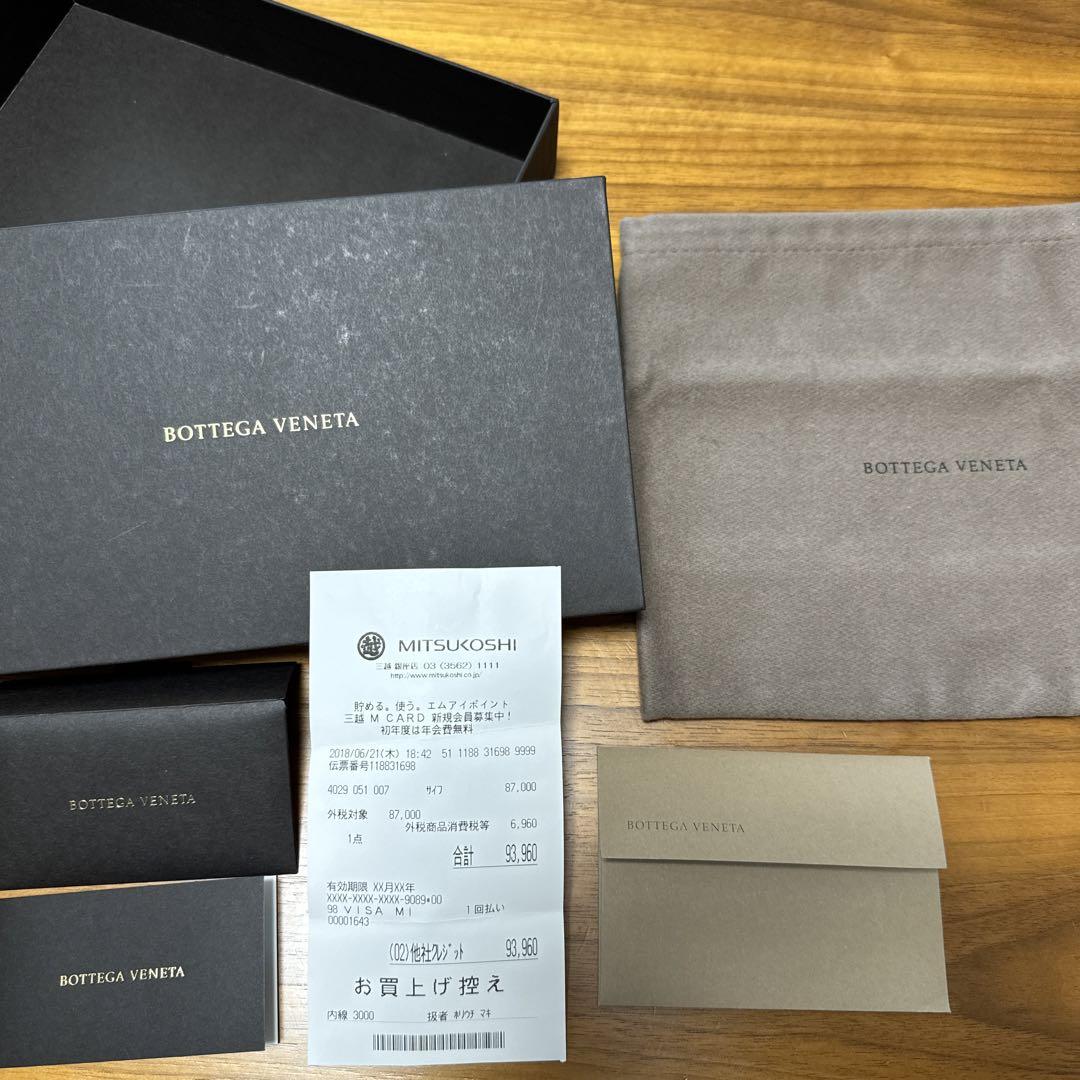 BOTTEGA VENETA
BOTTEGA VENETA
MITSUKOSHI
三越 銀座店 03 (3562) 1111
http://www.mitsukoshi.co.jp/
貯める。使う。エムアイポイント
三越 M CARD 新規会員募集中!
初年度は年会費無料
2018/06/21(木) 18:42 51 1188 31698 9999
伝票番号118831698
4029 051 007 サイフ 87,000
外税対象 87,000
外税商品消費税等 6,960
1点
合計 93,960
有効期限 XX月XX年
XXXX-XXXX-XXXX-9089*00
98 VISA MI 1回払い
00001643
(02)他社クレジット 93,960
お買上げ控え
内線 3000 扱者 ホリウチ マキ
BOTTEGA VENETA
BOTTEGA VENETA
BOTTEGA VENETA